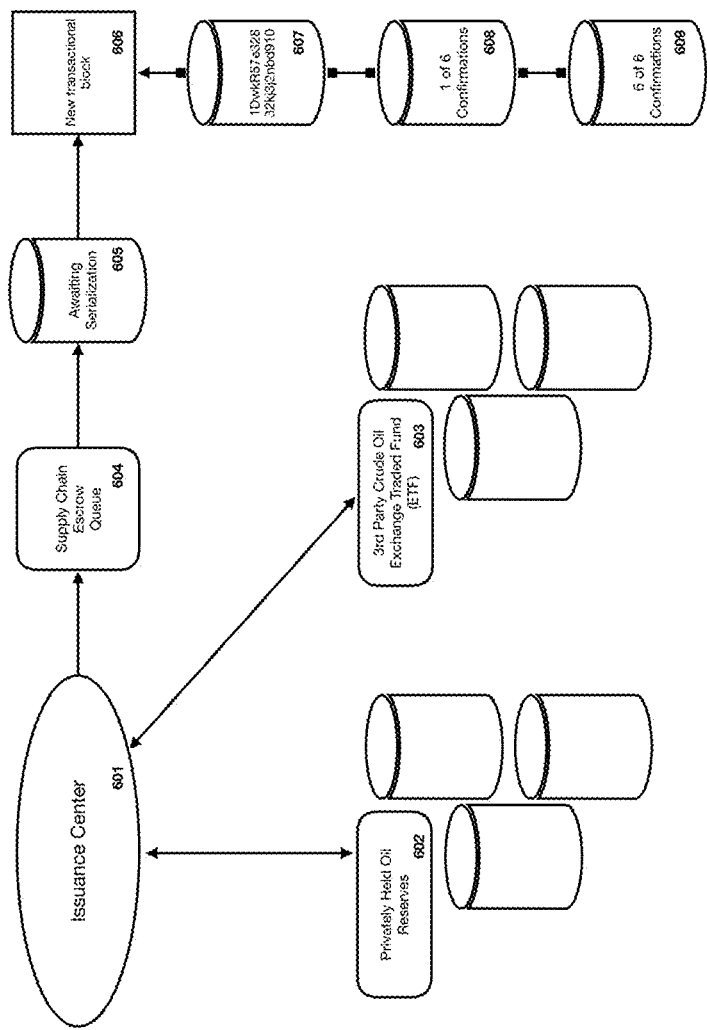 Issuance Center
601
Supply Chain
Escrow
Queue
604
Awaiting
Serialization
605
New transactional
block
606
607
1 of 6
Confirmations
608
6 of 6
Confirmations
609
Privately Held Oil
Reserves
602
3rd Party Crude Oil
Exchange Traded Fund
(ETF)
603